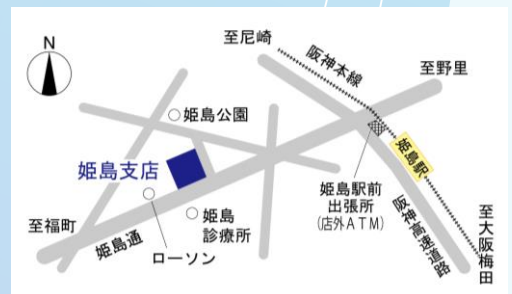 N
至尼崎
阪神本線
至野里
姫島公園
姫島支店
姫島駅
姫島駅前
出張所
(店外ATM)
阪神高速道路
至大阪梅田
至福町
姫島通
ローソン
姫島
診療所